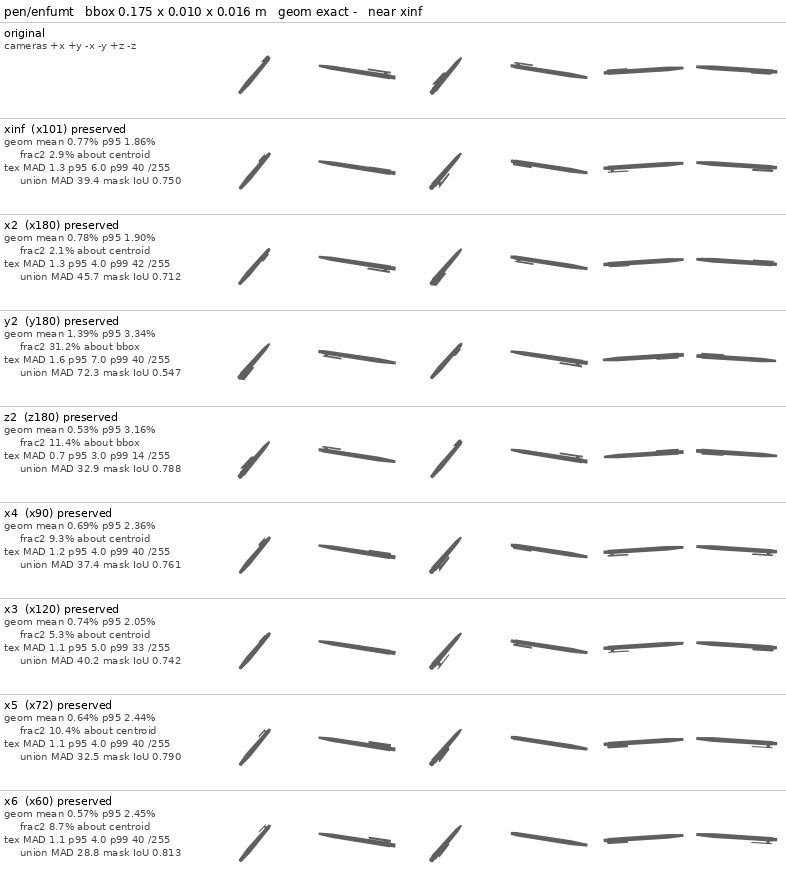 pen/enfumt   bbox 0.175 x 0.010 x 0.016 m   geom exact -   near xinf
original
cameras +x +y -x -y +z -z
xinf  (x101) preserved
geom mean 0.77% p95 1.86%
frac2 2.9% about centroid
tex MAD 1.3 p95 6.0 p99 40 /255
union MAD 39.4 mask IoU 0.750
x2  (x180) preserved
geom mean 0.78% p95 1.90%
frac2 2.1% about centroid
tex MAD 1.3 p95 4.0 p99 42 /255
union MAD 45.7 mask IoU 0.712
y2  (y180) preserved
geom mean 1.39% p95 3.34%
frac2 31.2% about bbox
tex MAD 1.6 p95 7.0 p99 40 /255
union MAD 72.3 mask IoU 0.547
z2  (z180) preserved
geom mean 0.53% p95 3.16%
frac2 11.4% about bbox
tex MAD 0.7 p95 3.0 p99 14 /255
union MAD 32.9 mask IoU 0.788
x4  (x90) preserved
geom mean 0.69% p95 2.36%
frac2 9.3% about centroid
tex MAD 1.2 p95 4.0 p99 40 /255
union MAD 37.4 mask IoU 0.761
x3  (x120) preserved
geom mean 0.74% p95 2.05%
frac2 5.3% about centroid
tex MAD 1.1 p95 5.0 p99 33 /255
union MAD 40.2 mask IoU 0.742
x5  (x72) preserved
geom mean 0.64% p95 2.44%
frac2 10.4% about centroid
tex MAD 1.1 p95 4.0 p99 40 /255
union MAD 32.5 mask IoU 0.790
x6  (x60) preserved
geom mean 0.57% p95 2.45%
frac2 8.7% about centroid
tex MAD 1.1 p95 4.0 p99 40 /255
union MAD 28.8 mask IoU 0.813